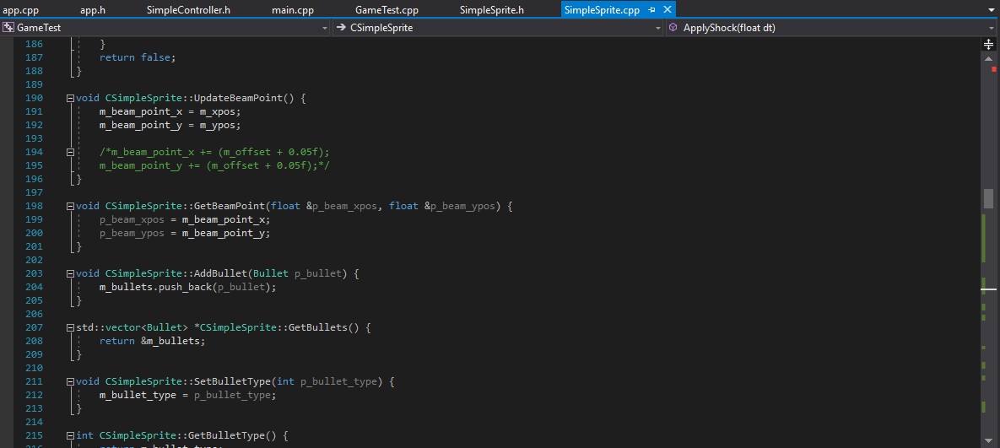 app.cpp app.h SimpleController.h main.cpp GameTest.cpp SimpleSprite.h SimpleSprite.cpp
GameTest CSimpleSprite ApplyShock(float dt)
186 }
187 return false;
188 }
189
190 void CSimpleSprite::UpdateBeamPoint() {
191 m_beam_point_x = m_xpos;
192 m_beam_point_y = m_ypos;
193
194 /*m_beam_point_x += (m_offset + 0.05f);
195 m_beam_point_y += (m_offset + 0.05f);*/
196 }
197
198 void CSimpleSprite::GetBeamPoint(float &p_beam_xpos, float &p_beam_ypos) {
199 p_beam_xpos = m_beam_point_x;
200 p_beam_ypos = m_beam_point_y;
201 }
202
203 void CSimpleSprite::AddBullet(Bullet p_bullet) {
204 m_bullets.push_back(p_bullet);
205 }
206
207 std::vector<Bullet> *CSimpleSprite::GetBullets() {
208 return &m_bullets;
209 }
210
211 void CSimpleSprite::SetBulletType(int p_bullet_type) {
212 m_bullet_type = p_bullet_type;
213 }
214
215 int CSimpleSprite::GetBulletType() {
216 return m_bullet_type;